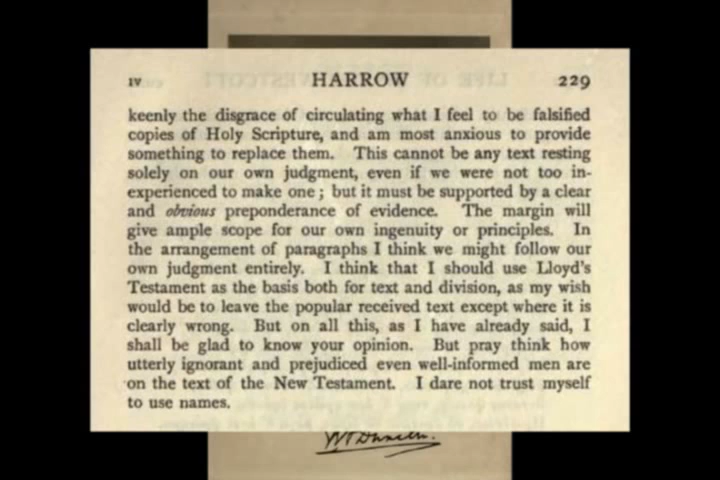 IV HARROW 229
keenly the disgrace of circulating what I feel to be falsified
copies of Holy Scripture, and am most anxious to provide
something to replace them. This cannot be any text resting
solely on our own judgment, even if we were not too in-
experienced to make one; but it must be supported by a clear
and obvious preponderance of evidence. The margin will
give ample scope for our own ingenuity or principles. In
the arrangement of paragraphs I think we might follow our
own judgment entirely. I think that I should use Lloyd's
Testament as the basis both for text and division, as my wish
would be to leave the popular received text except where it is
clearly wrong. But on all this, as I have already said, I
shall be glad to know your opinion. But pray think how
utterly ignorant and prejudiced even well-informed men are
on the text of the New Testament. I dare not trust myself
to use names.